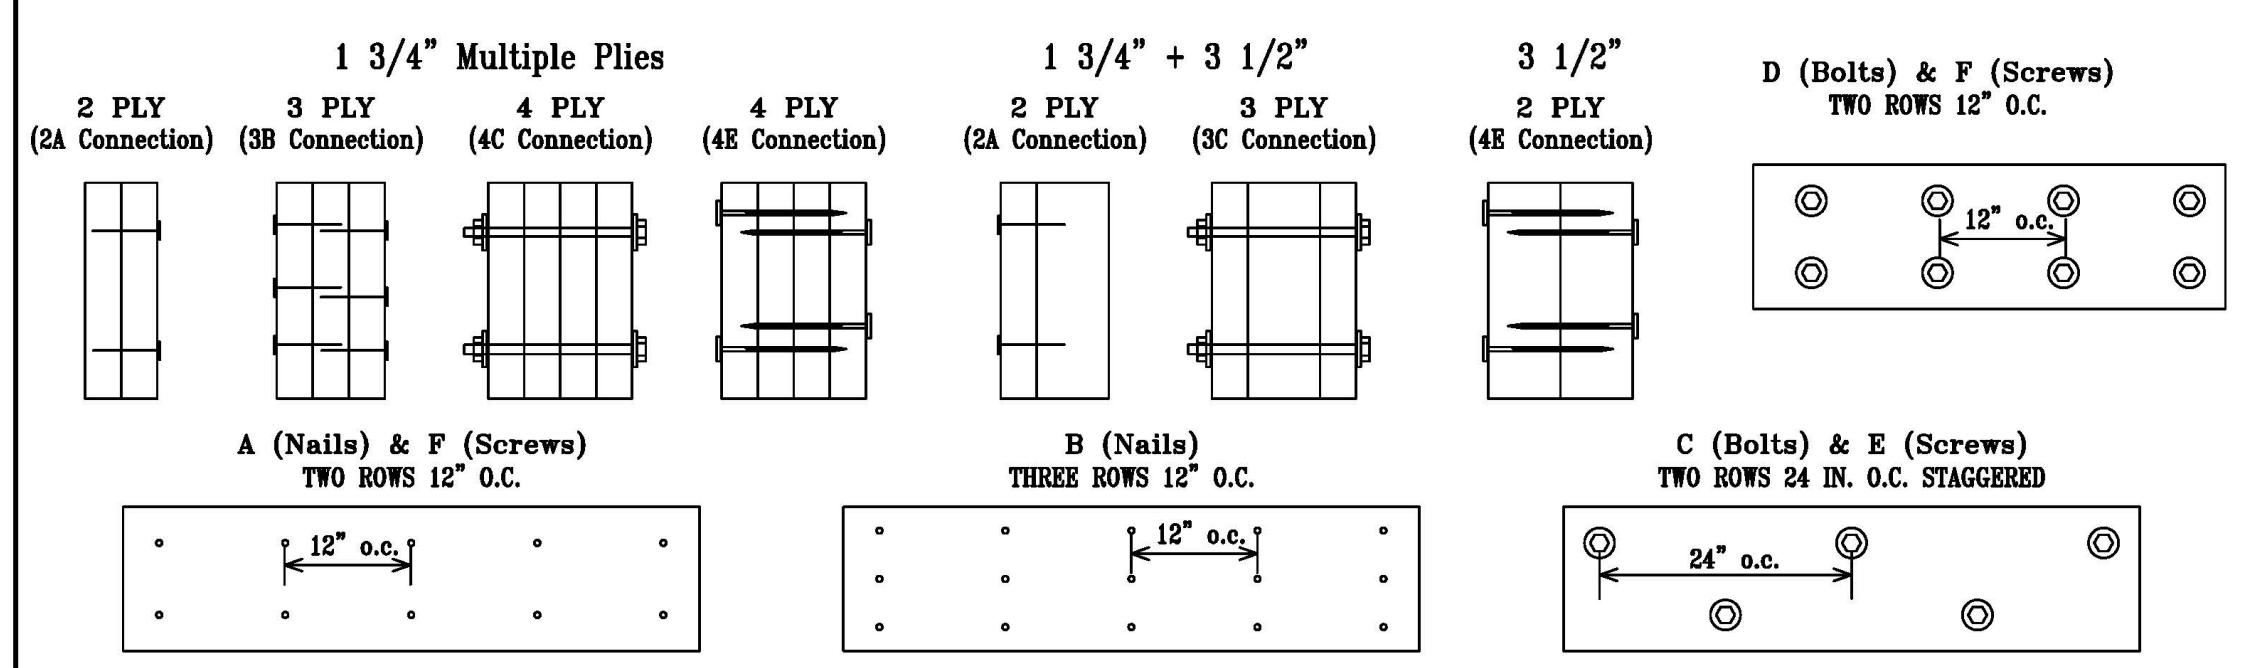 1 3/4” Multiple Plies
1 3/4” + 3 1/2”
3 1/2”
D (Bolts) & F (Screws)
TWO ROWS 12” O.C.
2 PLY
(2A Connection)
3 PLY
(3B Connection)
4 PLY
(4C Connection)
4 PLY
(4E Connection)
2 PLY
(2A Connection)
3 PLY
(3C Connection)
2 PLY
(4E Connection)
12” o.c.
A (Nails) & F (Screws)
TWO ROWS 12” O.C.
12” o.c.
B (Nails)
THREE ROWS 12” O.C.
12” o.c.
C (Bolts) & E (Screws)
TWO ROWS 24 IN. O.C. STAGGERED
24” o.c.